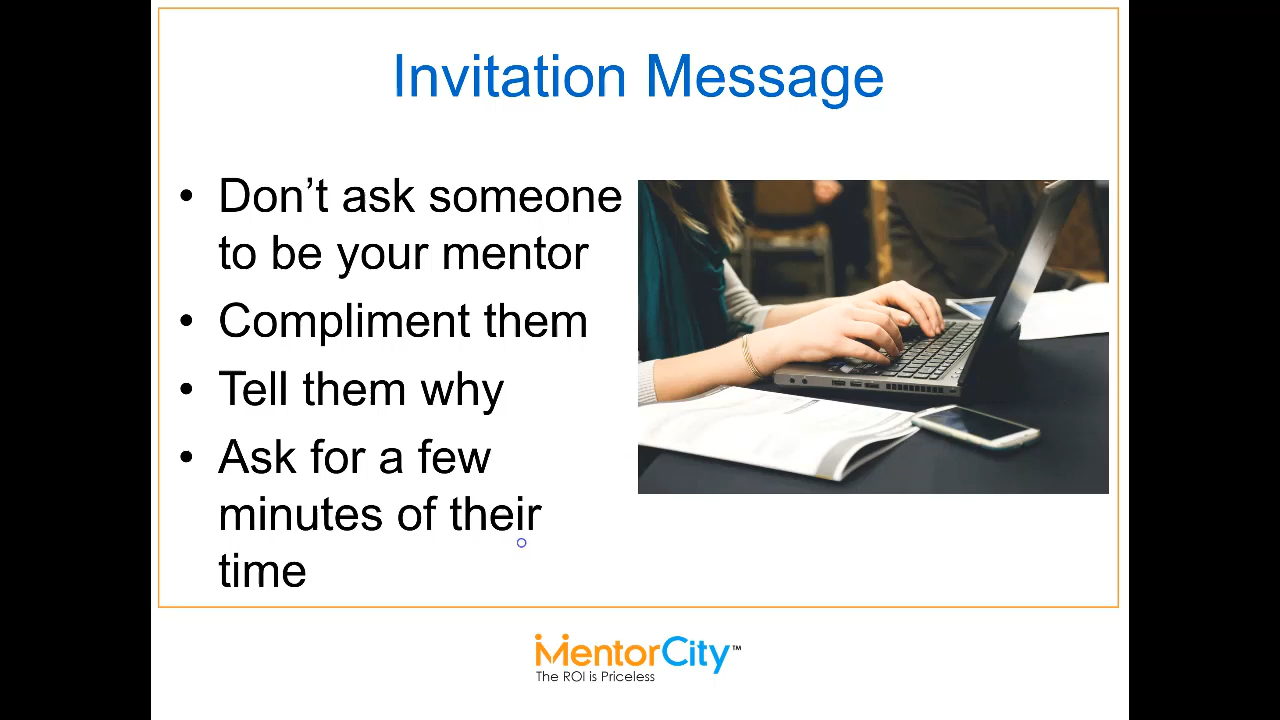 Invitation Message
• Don’t ask someone
to be your mentor
• Compliment them
• Tell them why
• Ask for a few
minutes of their
time
MentorCity™
The ROI is Priceless